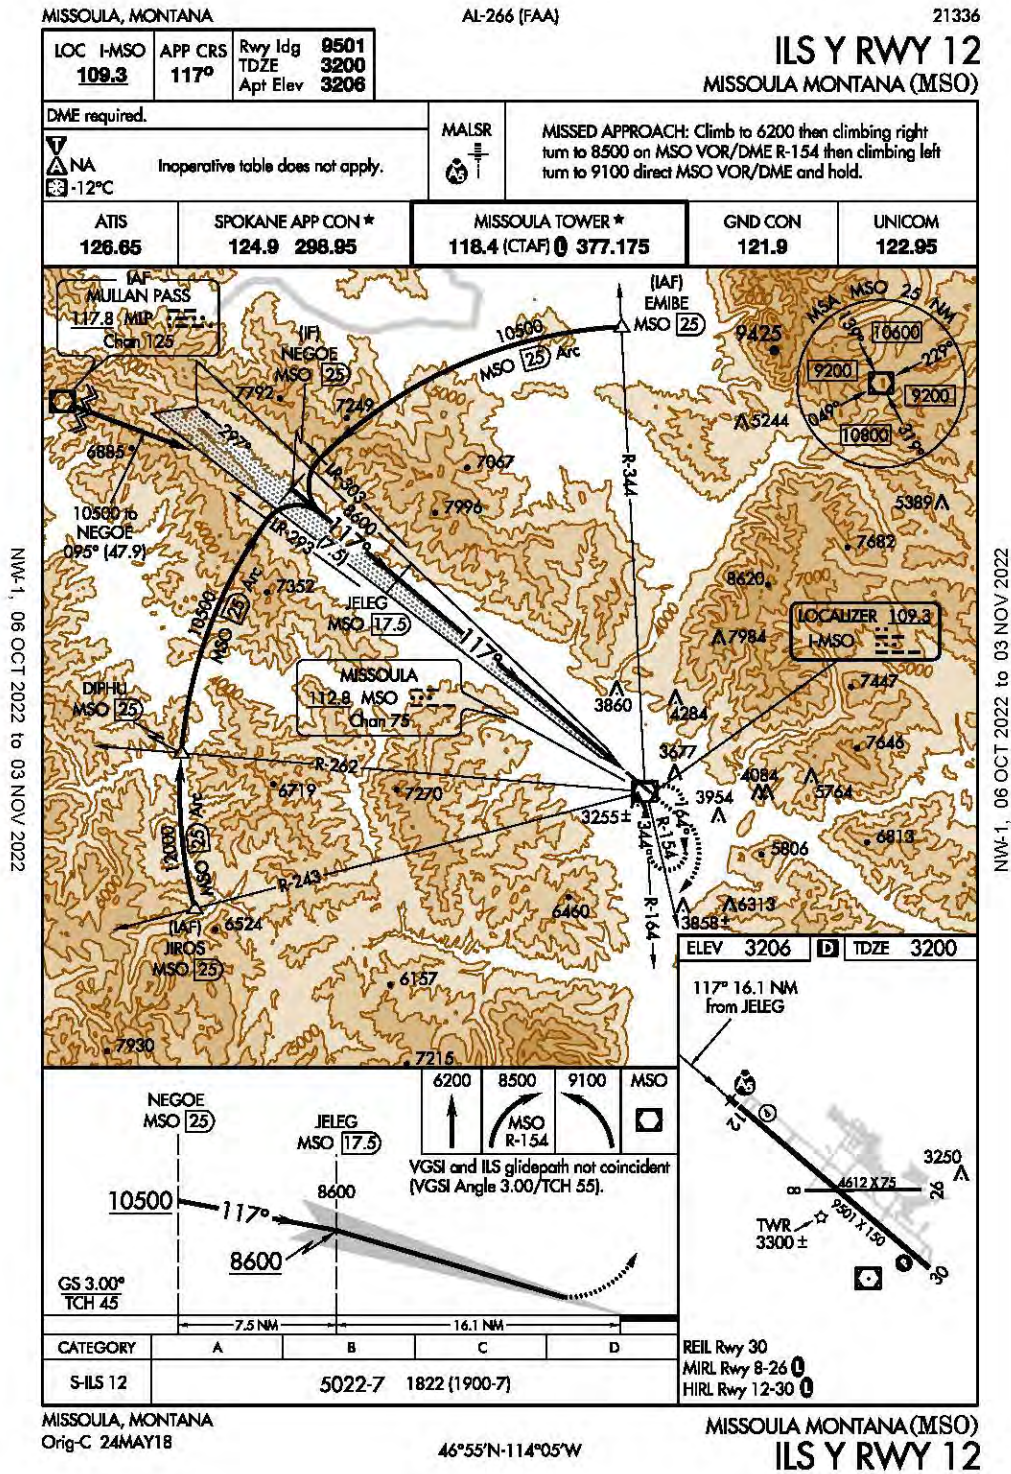 MISSOULA, MONTANA
AL-266 (FAA)
21336
LOC I-MSO
109.3
APP CRS
117°
Rwy ldg 9501
TDZE 3200
Apt Elev 3206
ILS Y RWY 12
MISSOULA MONTANA (MSO)
DME required.
T
A NA
-12°C
Inoperative table does not apply.
MALSR
A5
MISSED APPROACH: Climb to 6200 then climbing right
turn to 8500 on MSO VOR/DME R-154 then climbing left
turn to 9100 direct MSO VOR/DME and hold.
ATIS
126.65
SPOKANE APP CON ★
124.9 298.95
MISSOULA TOWER ★
118.4 (CTAF) L 377.175
GND CON
121.9
UNICOM
122.95
(IAF)
MULLAN PASS
117.8 MLP
Chan 125
(IF)
NEGOE
MSO 25
10500
MSO 25 Arc
(IAF)
EMIBE
MSO 25
9425
MSA MSO 25 NM
139°
10600
229°
9200
9200
049°
10800
319°
7792
7249
5244
6885
297°
LR-303
7067
R-344
7996
5389
10500 to
NEGOE
095° (47.9)
8600
117°
(7.5)
LR-293
7682
7352
8620
7000
10500
MSO 25 Arc
JELEG
MSO 17.5
117°
LOCALIZER 109.3
I-MSO
7984
5000
MISSOULA
112.8 MSO
Chan 75
DIPHU
MSO 25
4000
3860
4284
7447
7646
3677
R-262
4084
5764
6719
7270
3954
3255±
164°
R-154
344°
6813
5806
12000
MSO 25 Arc
R-243
6460
6313
3858±
R-164
(IAF)
JIROS
MSO 25
6524
6157
7930
7215
ELEV 3206
D
TDZE 3200
117° 16.1 NM
from JELEG
A5
12
3250
4612 X 75
26
8
9501 X 150
TWR
3300 ±
30
REIL Rwy 30
MIRL Rwy 8-26 L
HIRL Rwy 12-30 L
NEGOE
MSO 25
JELEG
MSO 17.5
6200
8500
MSO
R-154
9100
MSO
VGSI and ILS glidepath not coincident
(VGSI Angle 3.00/TCH 55).
10500
117°
8600
8600
GS 3.00°
TCH 45
7.5 NM
16.1 NM
CATEGORY
A
B
C
D
S-ILS 12
5022-7 1822 (1900-7)
MISSOULA, MONTANA
Orig-C 24MAY18
46°55'N-114°05'W
MISSOULA MONTANA (MSO)
ILS Y RWY 12
NW-1, 06 OCT 2022 to 03 NOV 2022
NW-1, 06 OCT 2022 to 03 NOV 2022